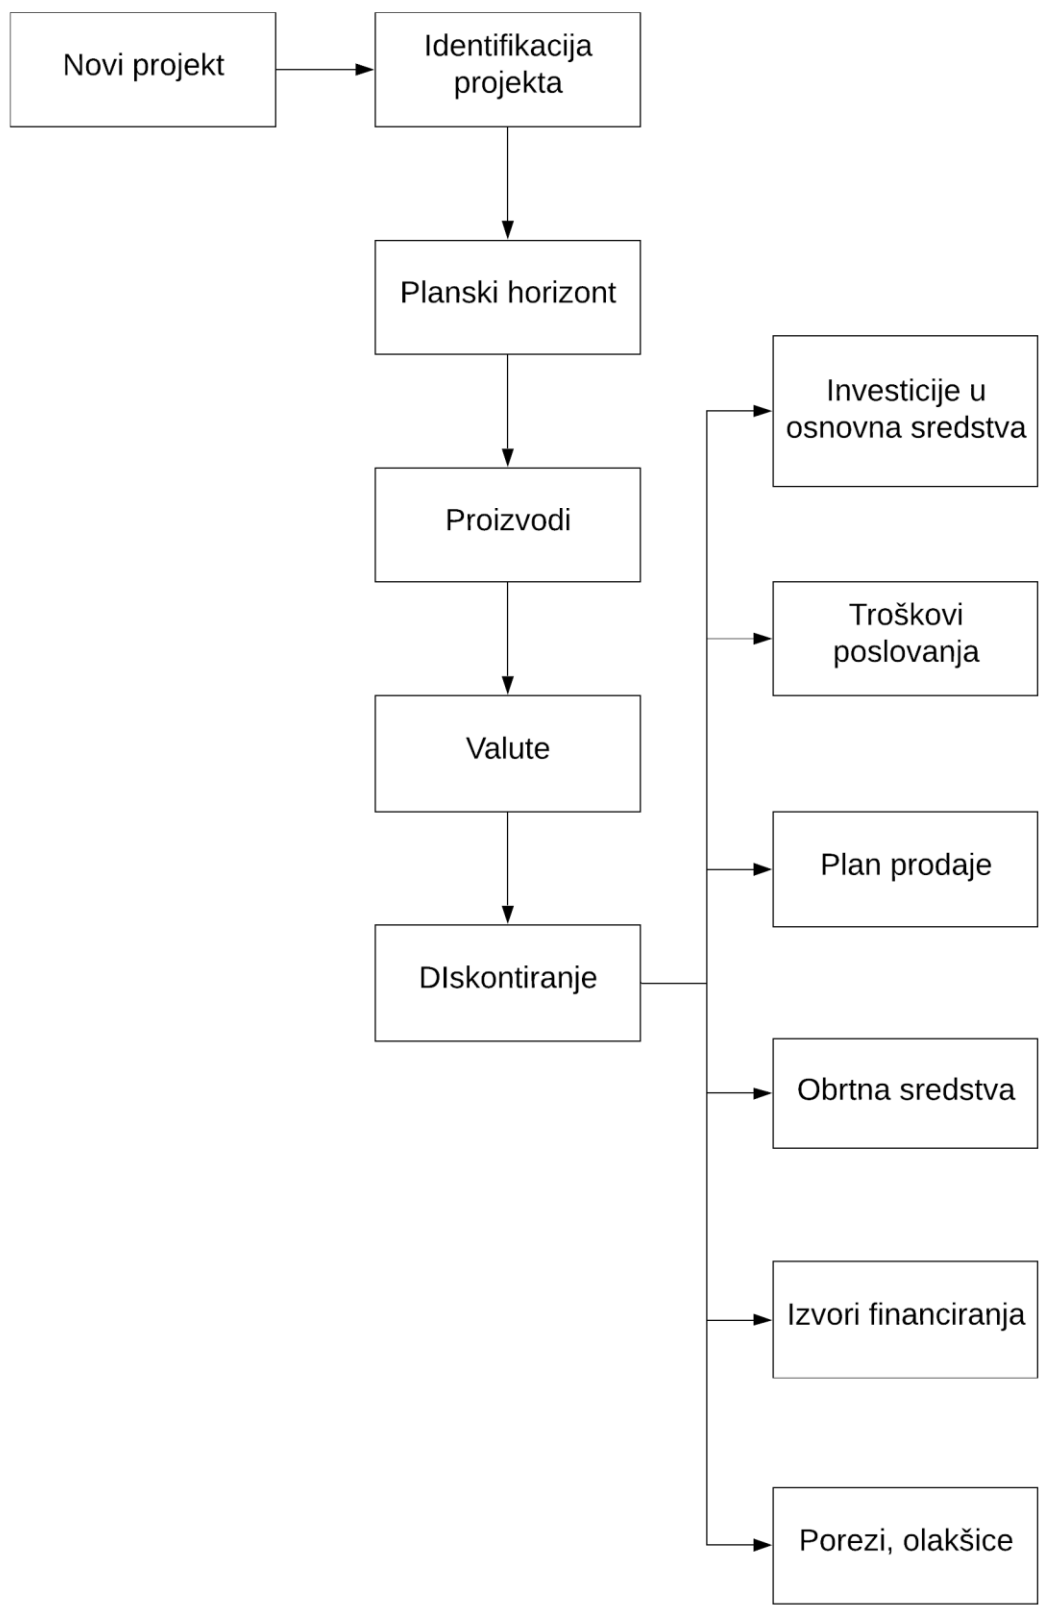 Novi projekt
Identifikacija
projekta
Planski horizont
Proizvodi
Valute
DIskontiranje
Investicije u
osnovna sredstva
Troškovi
poslovanja
Plan prodaje
Obrtna sredstva
Izvori financiranja
Porezi, olakšice